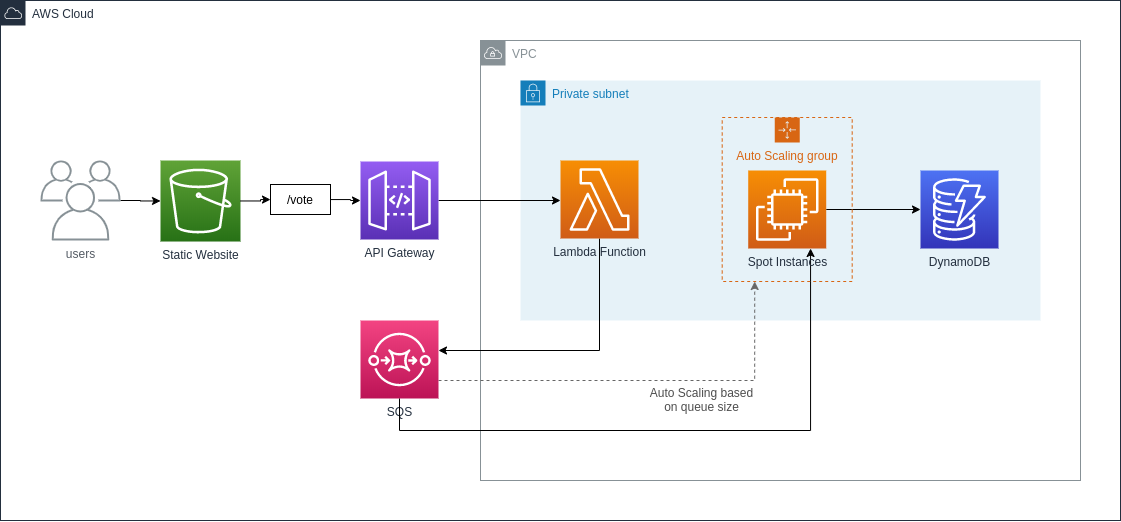 AWS Cloud
VPC
Private subnet
Auto Scaling group
/vote
users
Static Website
API Gateway
Lambda Function
Spot Instances
DynamoDB
SQS
Auto Scaling based
on queue size